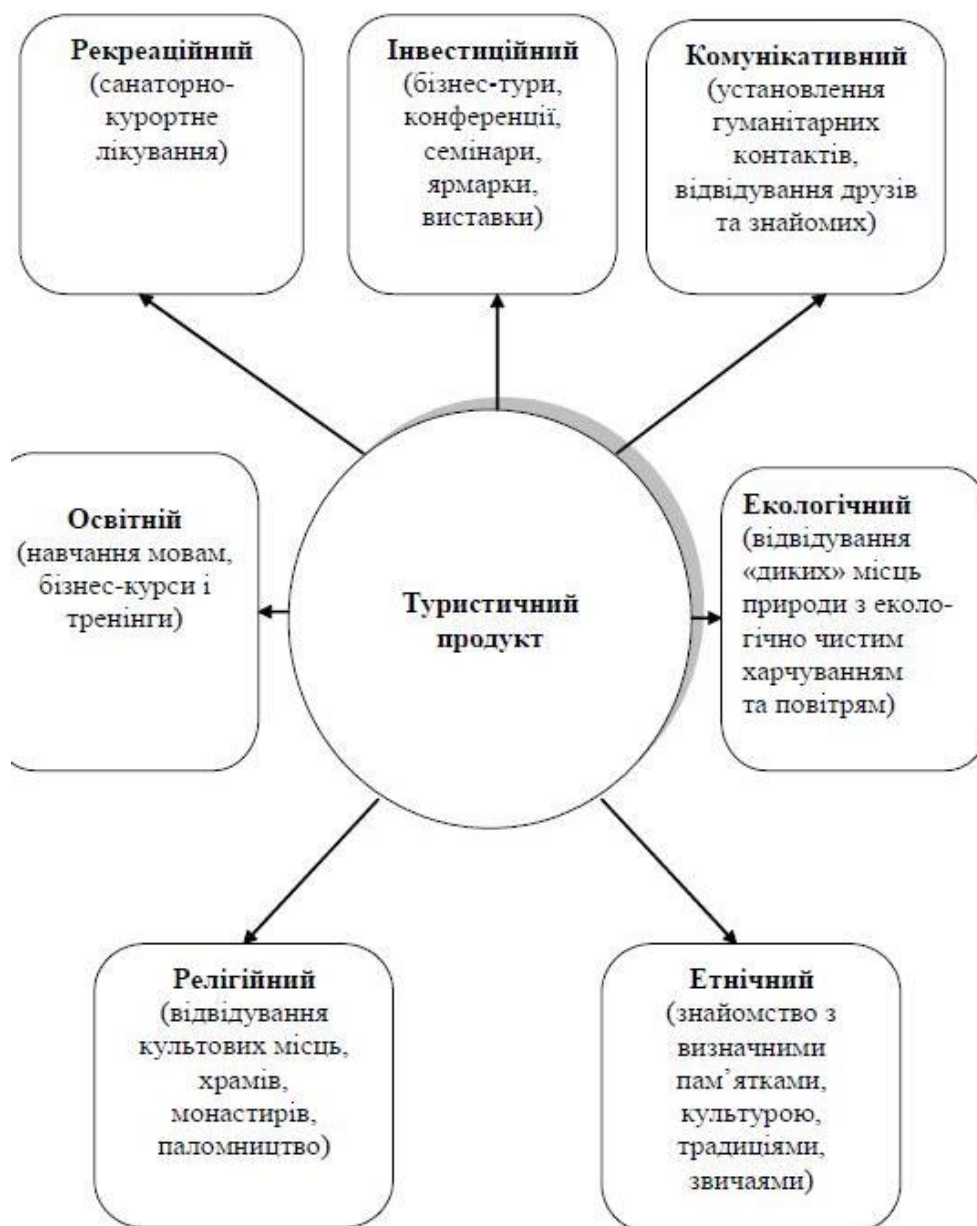 Рекреаційний
(санаторно-
курортне
лікування)
Інвестиційний
(бізнес-тури,
конференції,
семінари,
ярмарки,
виставки)
Комунікативний
(установлення
гуманітарних
контактів,
відвідування друзів
та знайомих)
Освітній
(навчання мовам,
бізнес-курси і
тренінги)
Туристичний
продукт
Екологічний
(відвідування
«диких» місць
природи з еколо-
гічно чистим
харчуванням
та повітрям)
Релігійний
(відвідування
культових місць,
храмів,
монастирів,
паломництво)
Етнічний
(знайомство з
визначними
пам’ятками,
культурою,
традиціями,
звичаями)